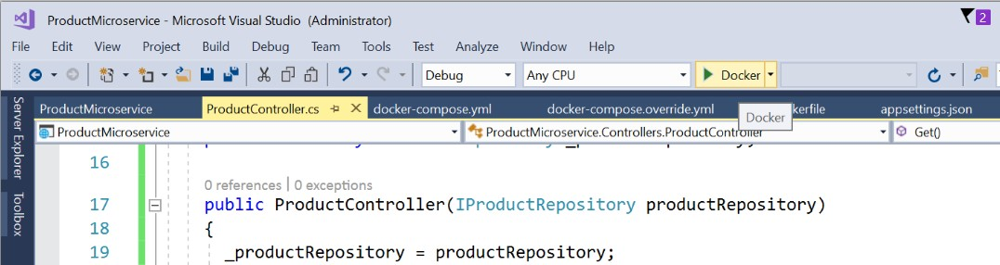 ProductMicroservice - Microsoft Visual Studio (Administrator)
2
File Edit View Project Build Debug Team Tools Test Analyze Window Help
Debug Any CPU Docker
ProductMicroservice ProductController.cs docker-compose.yml docker-compose.override.yml kerfile appsettings.json
Docker
ProductMicroservice ProductMicroservice.Controllers.ProductController Get()
Server Explorer
Toolbox
16
0 references | 0 exceptions
17 public ProductController(IProductRepository productRepository)
18 {
19 _productRepository = productRepository;